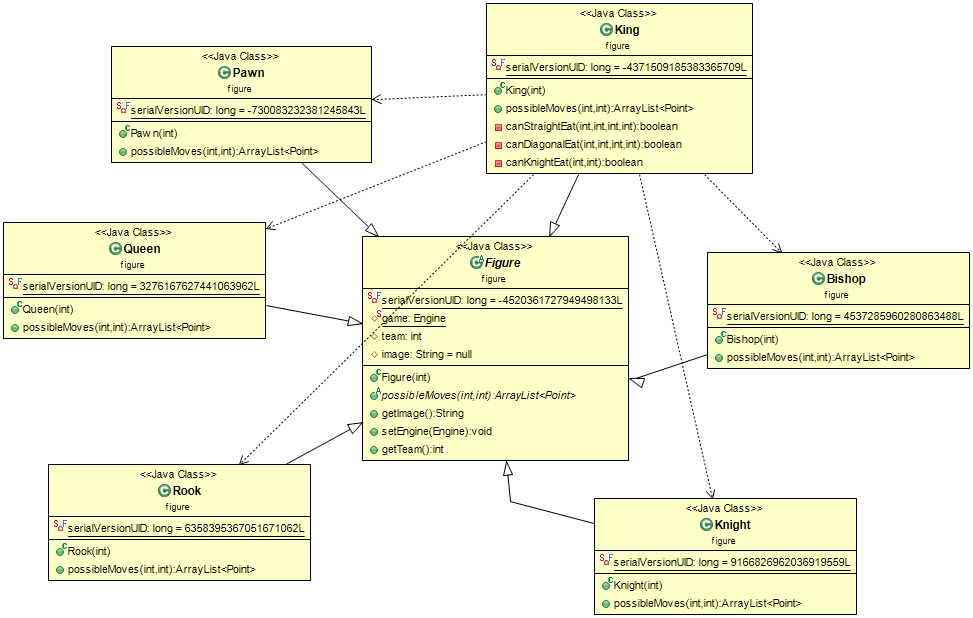 <<Java Class>>
King
figure
serialVersionUID: long = -4371509185383365709L
King(int)
possibleMoves(int,int):ArrayList<Point>
canStraightEat(int,int,int,int):boolean
canDiagonalEat(int,int,int,int):boolean
canKnightEat(int,int):boolean
<<Java Class>>
Pawn
figure
serialVersionUID: long = -730083232381245843L
Pawn(int)
possibleMoves(int,int):ArrayList<Point>
<<Java Class>>
Queen
figure
serialVersionUID: long = 3276167627441063962L
Queen(int)
possibleMoves(int,int):ArrayList<Point>
<<Java Class>>
Figure
figure
serialVersionUID: long = -4520361727949498133L
game: Engine
team: int
image: String = null
Figure(int)
possibleMoves(int,int):ArrayList<Point>
getImage():String
setEngine(Engine):void
getTeam():int
<<Java Class>>
Bishop
figure
serialVersionUID: long = 4537285960280863488L
Bishop(int)
possibleMoves(int,int):ArrayList<Point>
<<Java Class>>
Rook
figure
serialVersionUID: long = 6358395367051671062L
Rook(int)
possibleMoves(int,int):ArrayList<Point>
<<Java Class>>
Knight
figure
serialVersionUID: long = 9166826962036919559L
Knight(int)
possibleMoves(int,int):ArrayList<Point>